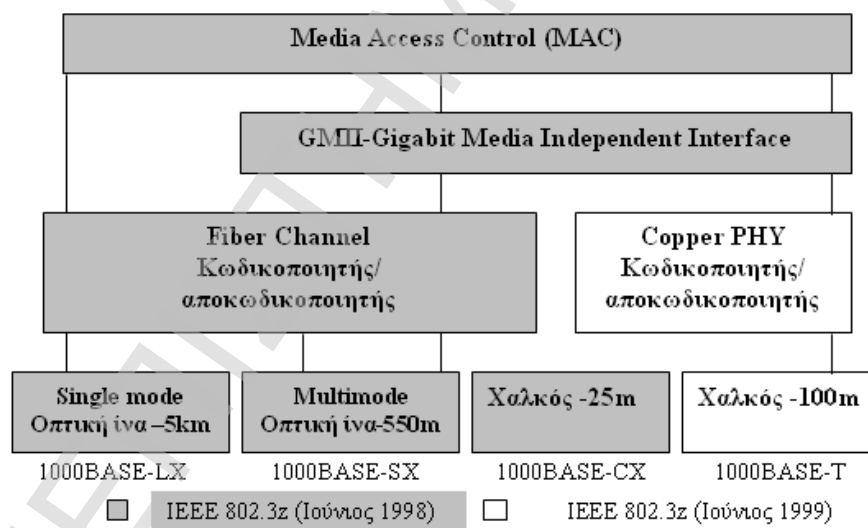 Media Access Control (MAC)
GMII-Gigabit Media Independent Interface
Fiber Channel
Κωδικοποιητής/
αποκωδικοποιητής
Copper PHY
Κωδικοποιητής/
αποκωδικοποιητής
Single mode
Οπτική ίνα –5km
Multimode
Οπτική ίνα-550m
Χαλκός -25m
Χαλκός -100m
1000BASE-LX
1000BASE-SX
1000BASE-CX
1000BASE-T
IEEE 802.3z (Ιούνιος 1998)
IEEE 802.3z (Ιούνιος 1999)